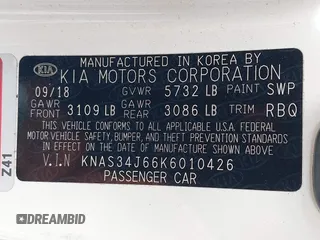 MANUFACTURED IN KOREA BY
KIA KIA MOTORS CORPORATION
09/18 GVWR 5732 LB PAINT SWP
GAWR FRONT 3109 LB GAWR REAR 3086 LB TRIM RBQ
THIS VEHICLE CONFORMS TO ALL APPLICABLE U.S. FEDERAL
MOTOR VEHICLE SAFETY, BUMPER, AND THEFT PREVENTION STANDARDS
IN EFFECT ON THE DATE OF MANUFACTURE SHOWN ABOVE.
V.I.N KNAS34J66K6010426
PASSENGER CAR
Z41
DREAMBID